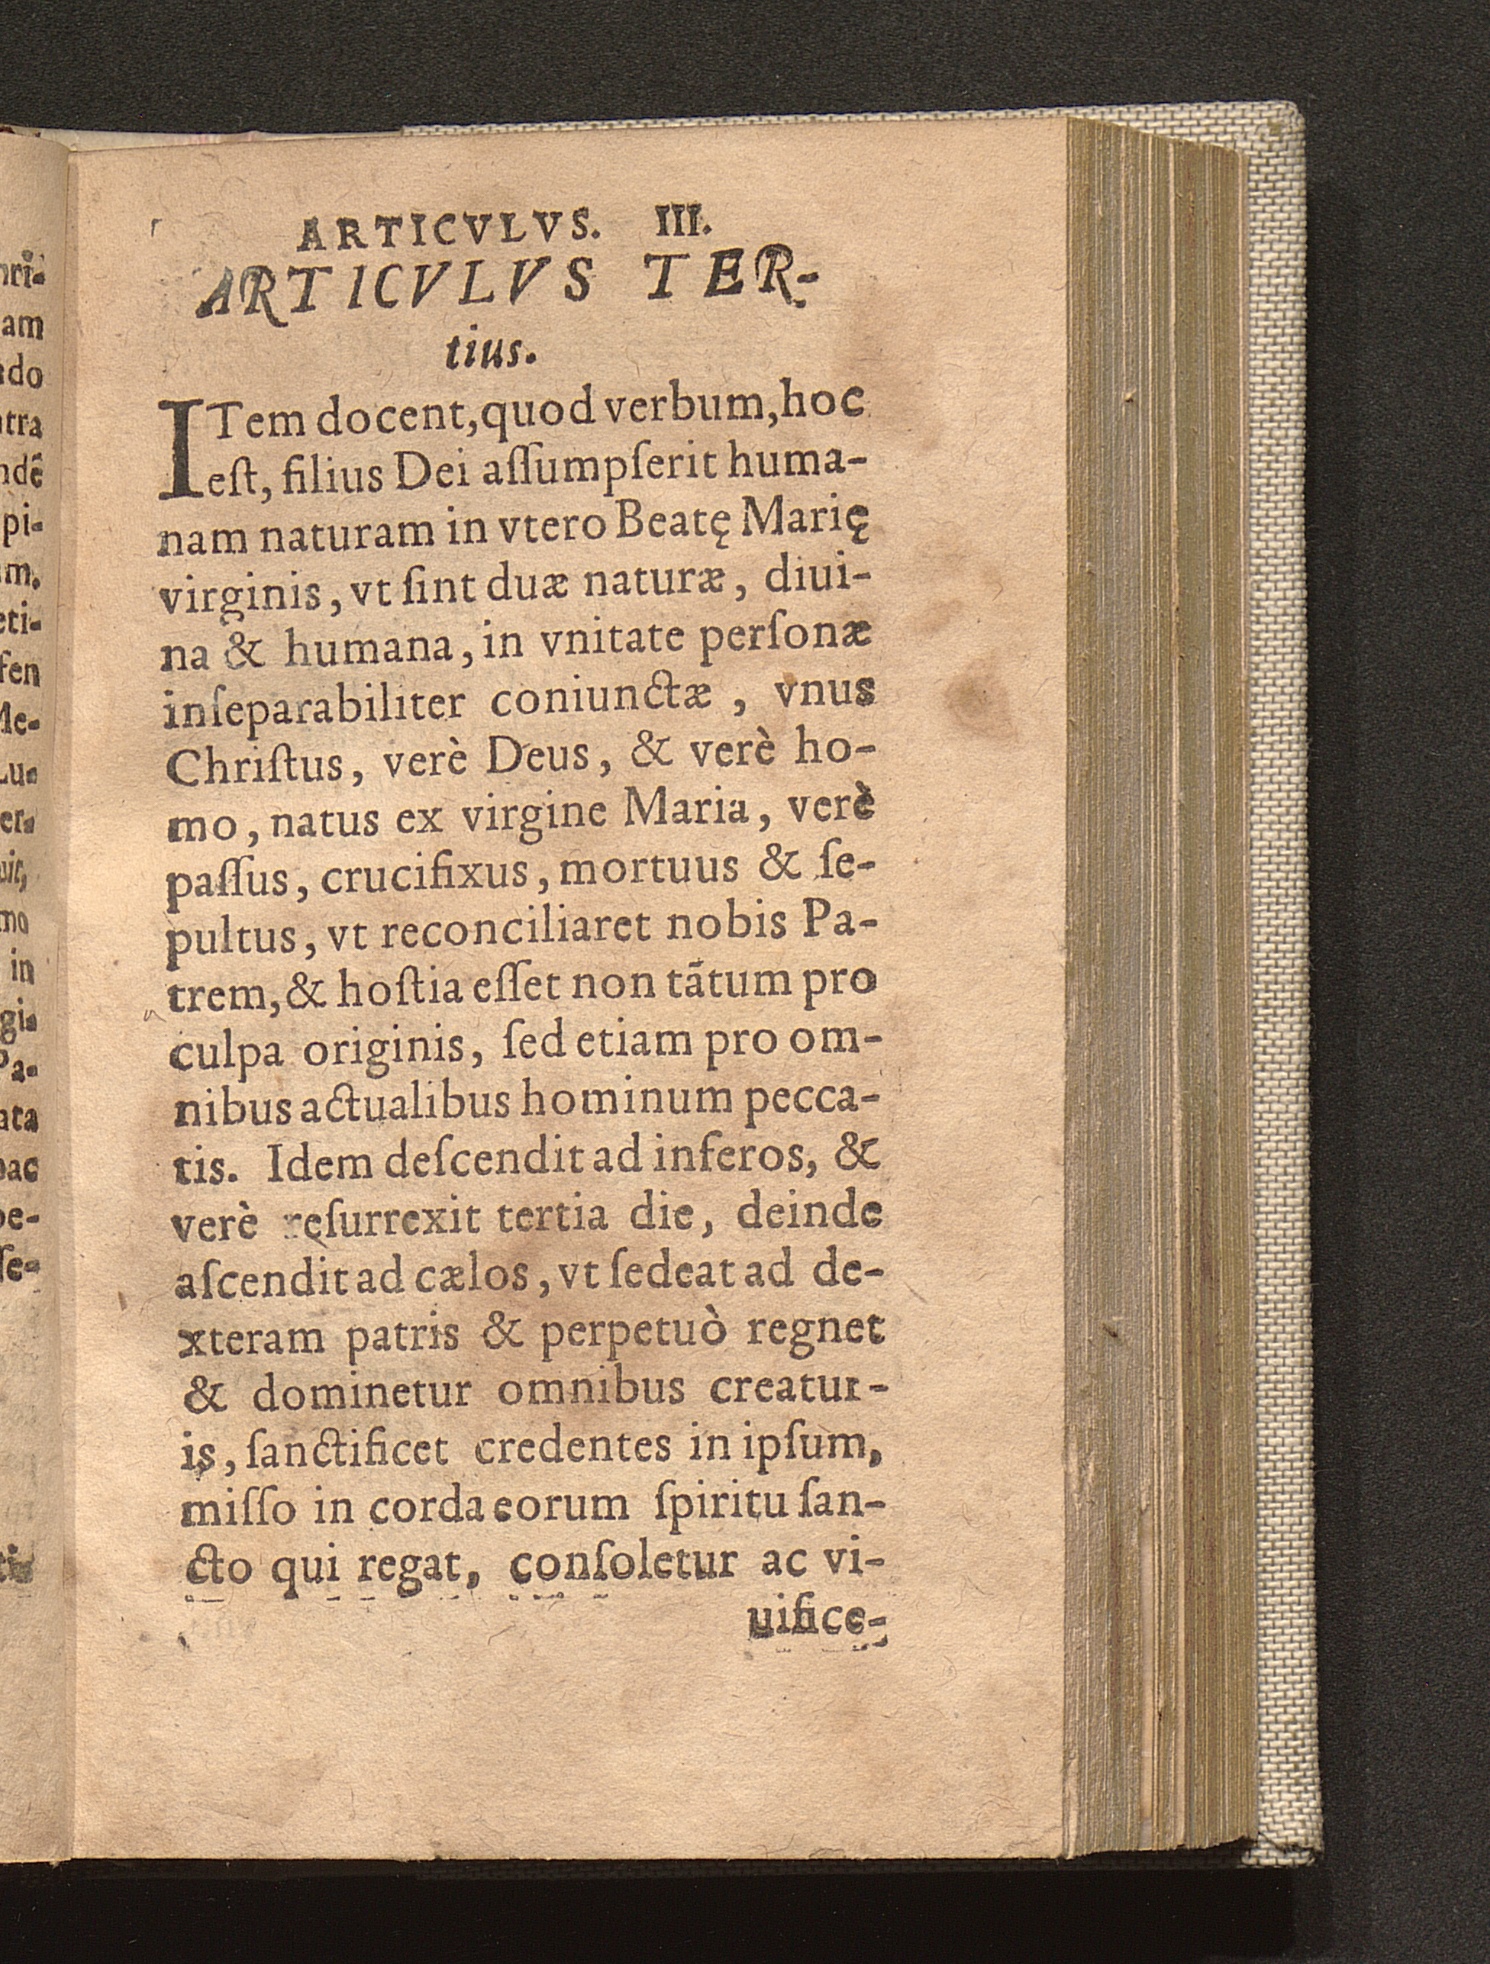 ARTICVLVS. III.
ARTICVLVS TER-
tius.
ITem docent, quod verbum, hoc
est, filius Dei aſſumpſerit huma-
nam naturam in vtero Beatę Marię
virginis, vt ſint duæ naturæ, diui-
na & humana, in vnitate perſonæ
inſeparabiliter coniunctæ, vnus
Chriſtus, verè Deus, & verè ho-
mo, natus ex virgine Maria, verè
paſſus, crucifixus, mortuus & ſe-
pultus, vt reconciliaret nobis Pa-
trem, & hoſtia eſſet non tātum pro
culpa originis, ſed etiam pro om-
nibus actualibus hominum pecca-
tis. Idem deſcendit ad inferos, &
verè reſurrexit tertia die, deinde
aſcendit ad cælos, vt ſedeat ad de-
xteram patris & perpetuò regnet
& dominetur omnibus creatur-
is, ſanctificet credentes in ipſum,
miſſo in corda eorum ſpiritu ſan-
cto qui regat, conſoletur ac vi-
uifice-